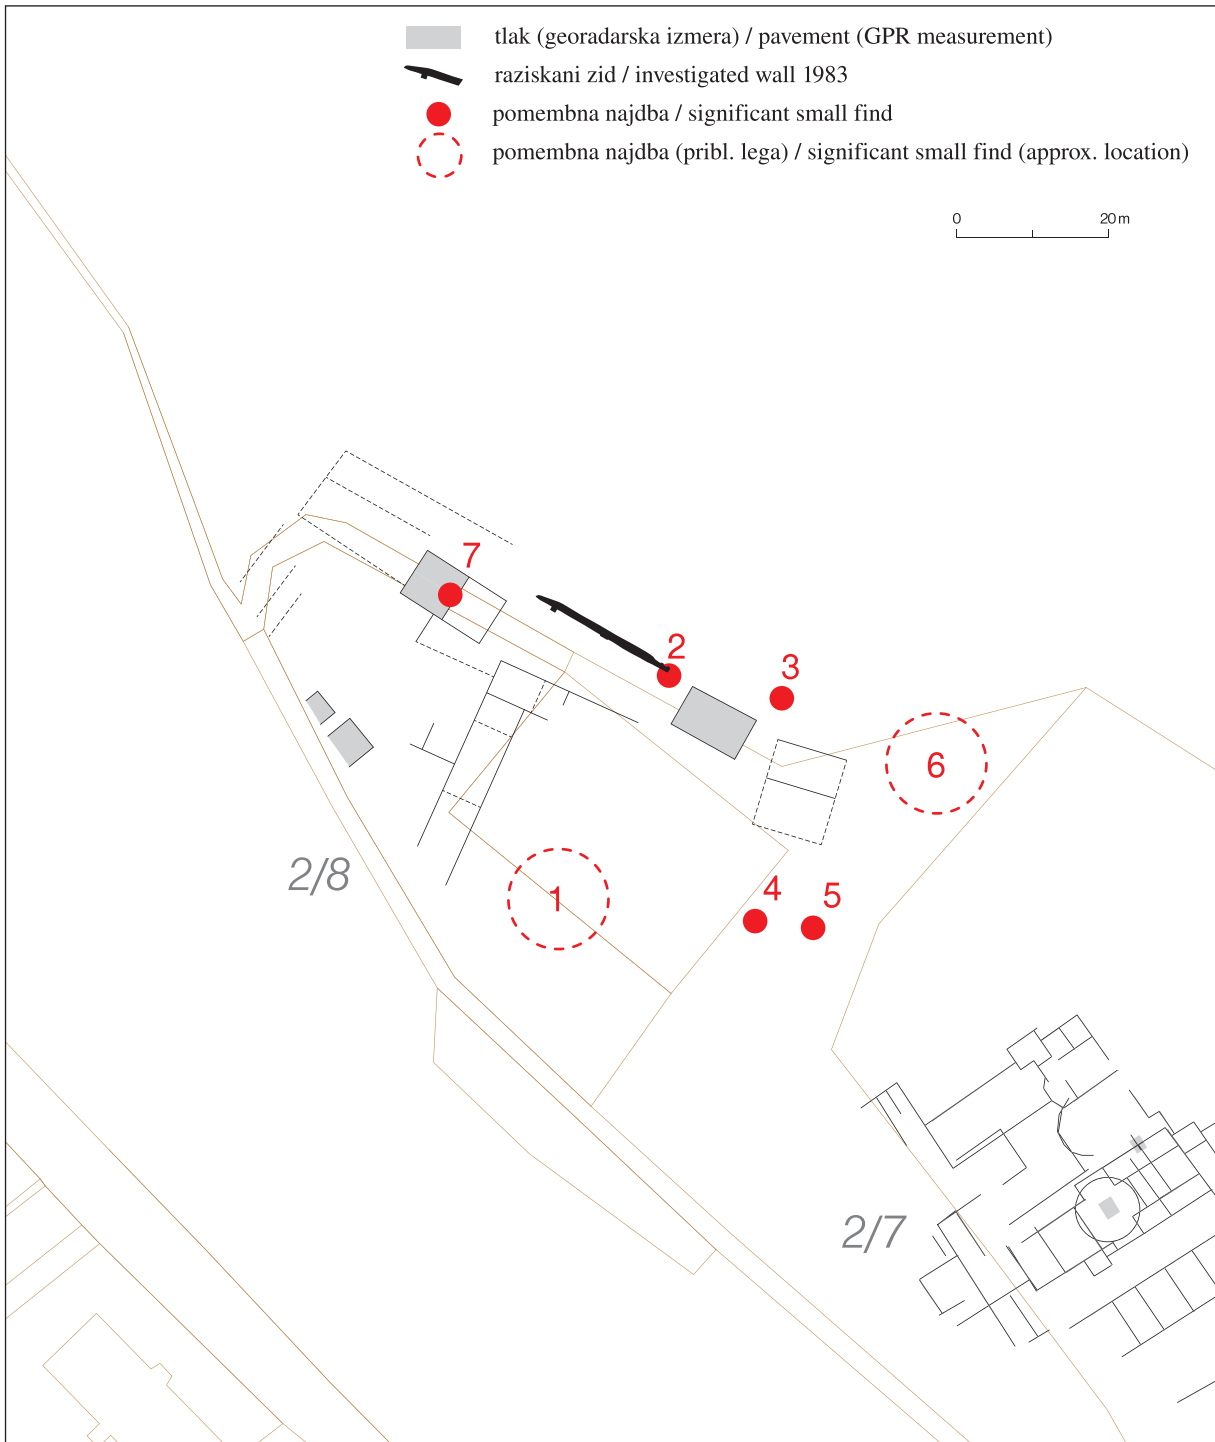 tlak (georadarska izmera) / pavement (GPR measurement)
raziskani zid / investigated wall 1983
pomembna najdba / significant small find
pomembna najdba (pribl. lega) / significant small find (approx. location)
0 20 m
7
2
3
6
2/8
1
4
5
2/7